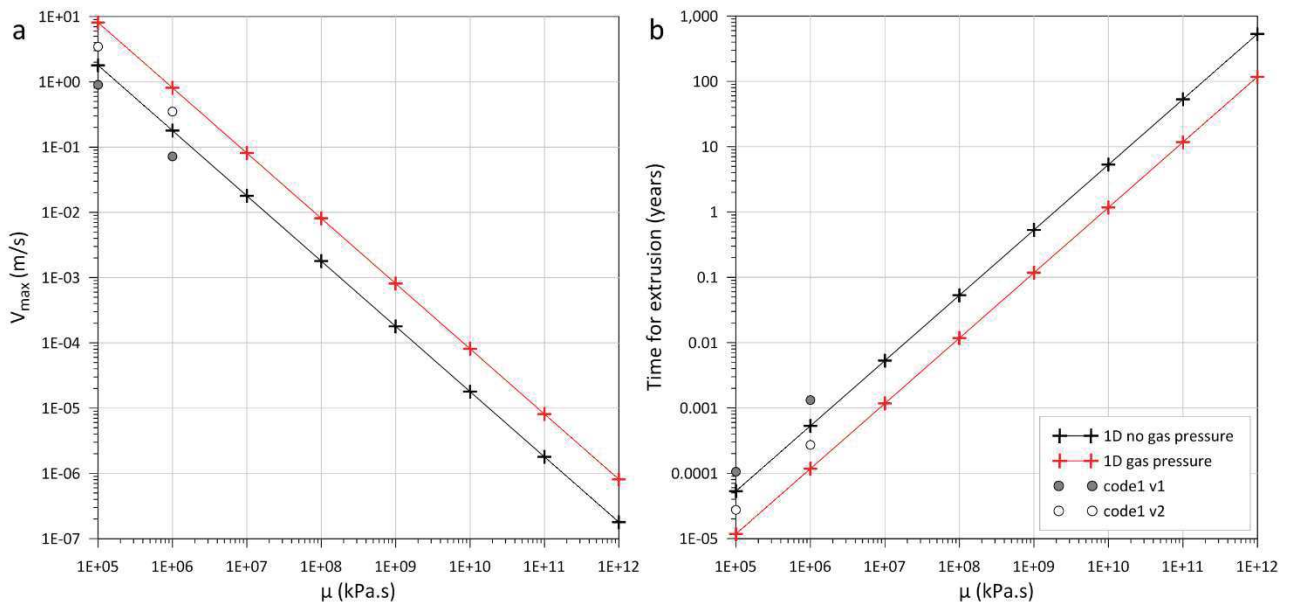 a
1E+01
1E+00
1E-01
1E-02
1E-03
1E-04
1E-05
1E-06
1E-07
Vmax (m/s)
1E+05 1E+06 1E+07 1E+08 1E+09 1E+10 1E+11 1E+12
μ (kPa.s)
b
1,000
100
10
1
0.1
0.01
0.001
0.0001
1E-05
Time for extrusion (years)
1D no gas pressure
1D gas pressure
code1 v1
code1 v2
1E+05 1E+06 1E+07 1E+08 1E+09 1E+10 1E+11 1E+12
μ (kPa.s)